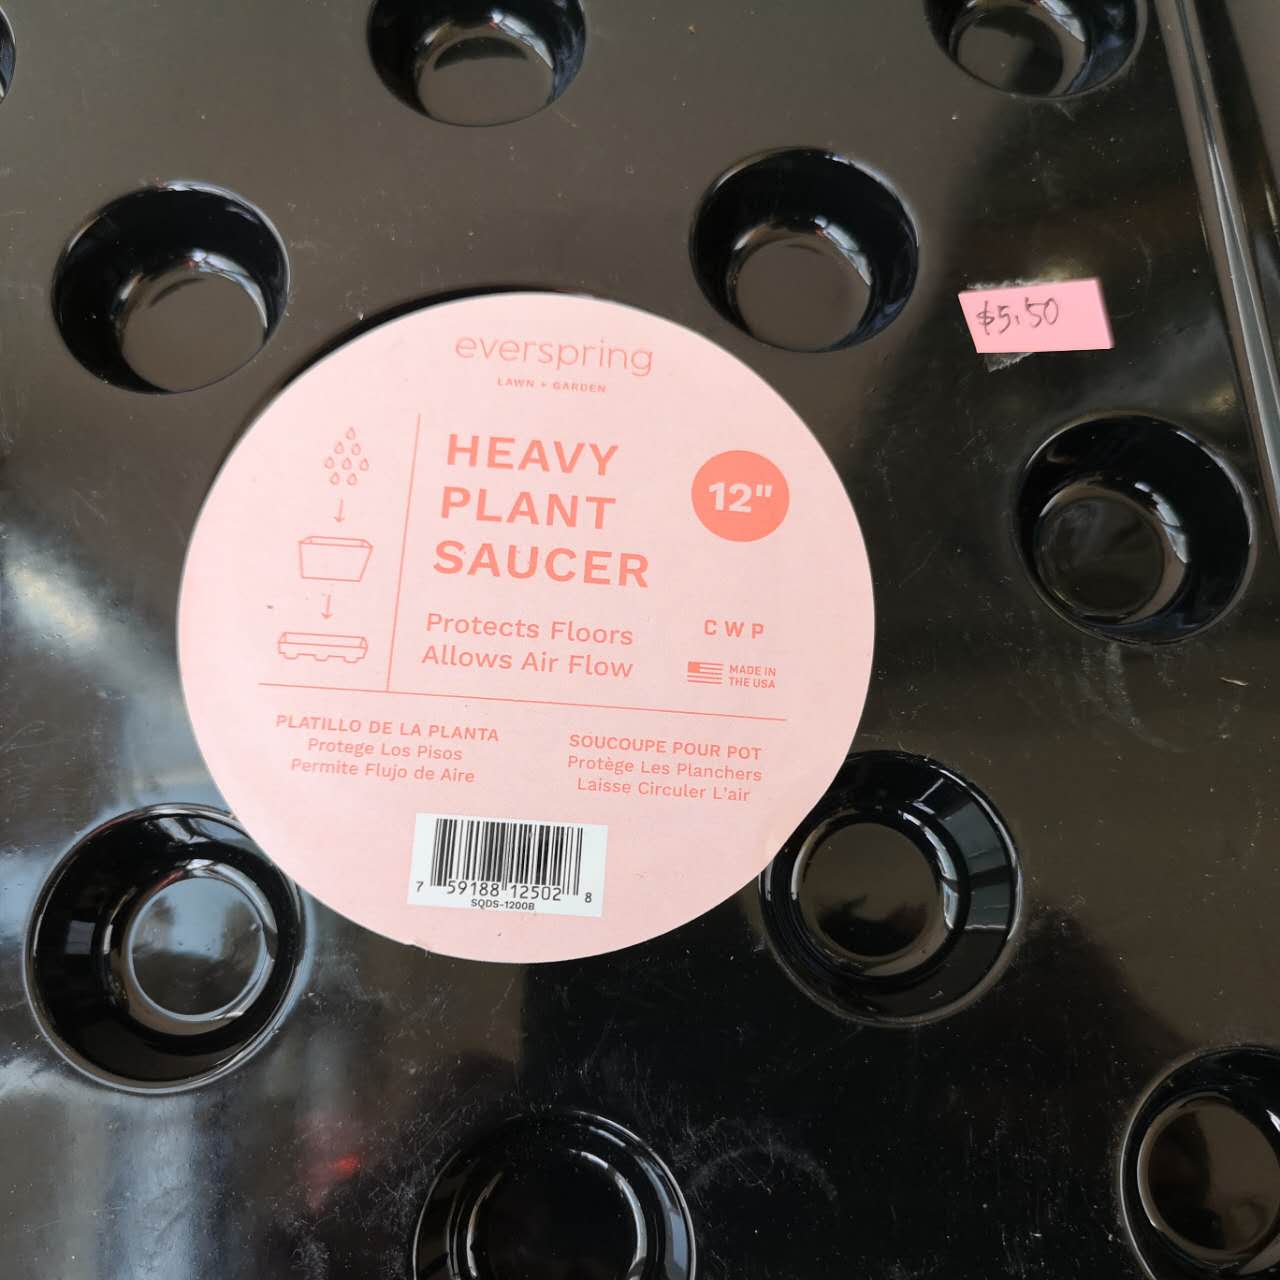 $5.50
everspring
LAWN + GARDEN
HEAVY
PLANT
SAUCER
12"
Protects Floors
Allows Air Flow
CWP
MADE IN
THE USA
PLATILLO DE LA PLANTA
Protege Los Pisos
Permite Flujo de Aire
SOUCOUPE POUR POT
Protège Les Planchers
Laisse Circuler L'air
7 59188 12502 8
SQDS-1200B